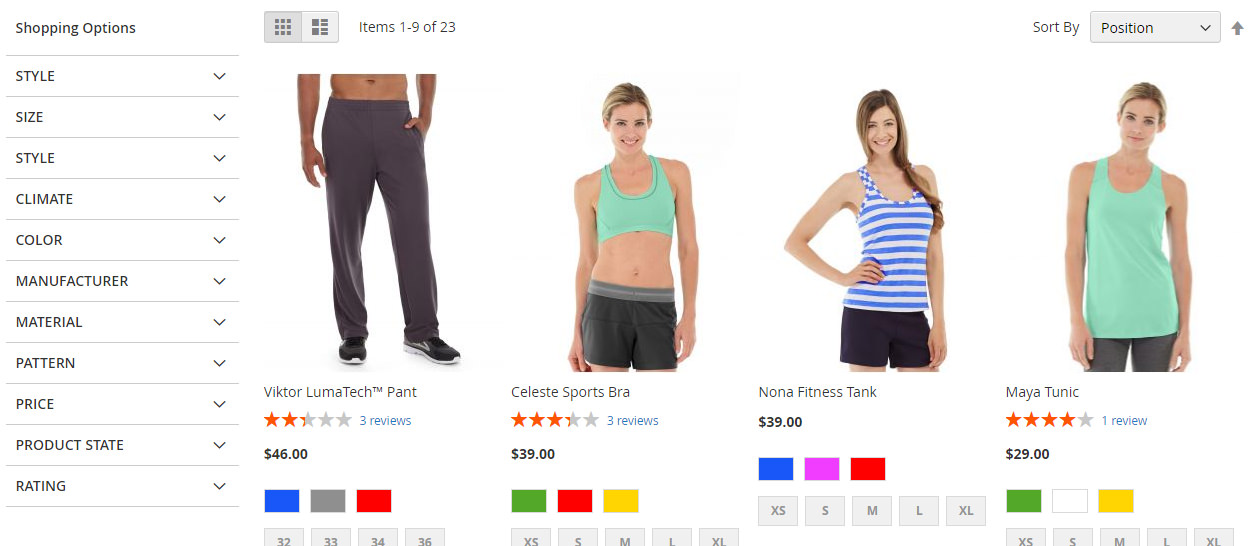 Shopping Options
Items 1-9 of 23
Sort By Position
STYLE
SIZE
STYLE
CLIMATE
COLOR
MANUFACTURER
MATERIAL
PATTERN
PRICE
PRODUCT STATE
RATING
Viktor LumaTech™ Pant
3 reviews
$46.00
32 33 34 36
Celeste Sports Bra
3 reviews
$39.00
XS S M L XL
Nona Fitness Tank
$39.00
XS S M L XL
Maya Tunic
1 review
$29.00
XS S M L XL